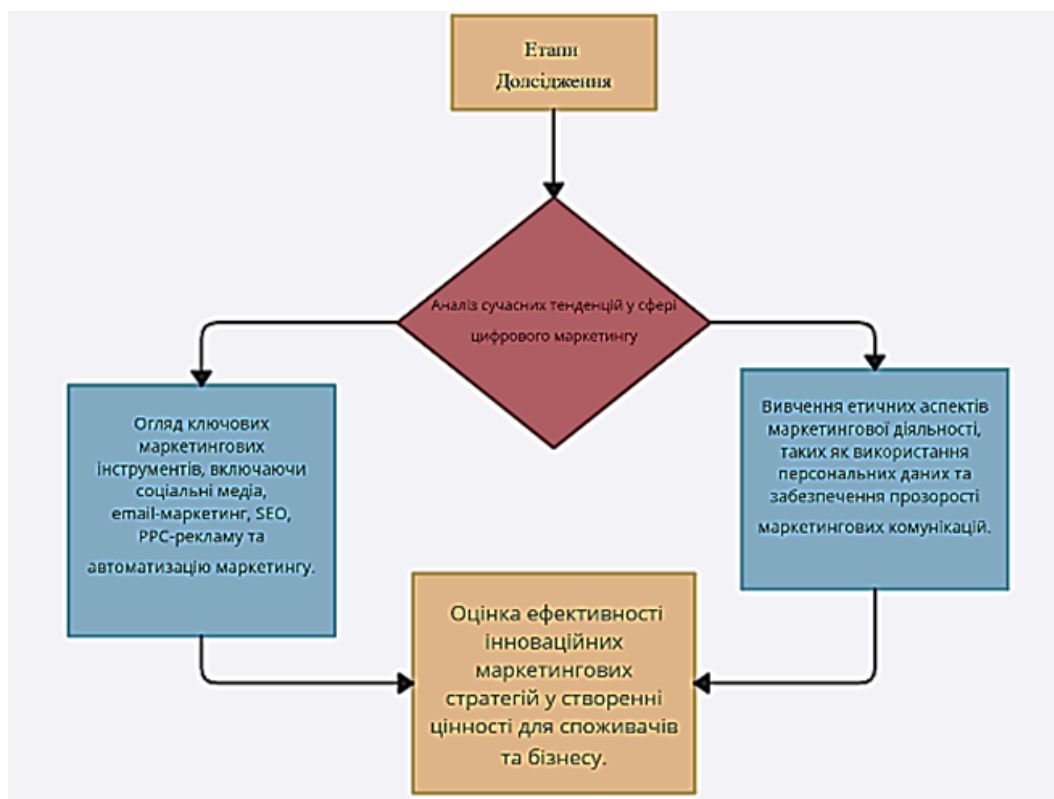 Етапи
Долсідження
Аналіз сучасних тенденцій у сфері
цифрового маркетингу
Огляд ключових
маркетингових
інструментів, включаючи
соціальні медіа,
email-маркетинг, SEO,
PPC-рекламу та
автоматизацію маркетингу.
Вивчення етичних аспектів
маркетингової діяльності,
таких як використання
персональних даних та
забезпечення прозорості
маркетингових комунікацій.
Оцінка ефективності
інноваційних
маркетингових
стратегій у створенні
цінності для споживачів
та бізнесу.